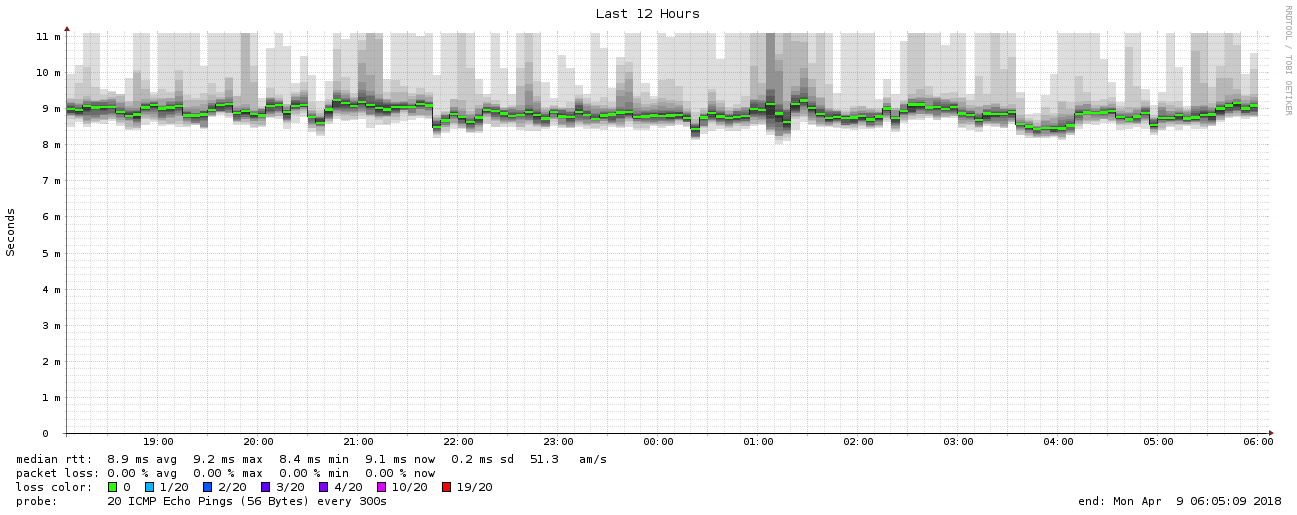 Last 12 Hours
RRDTOOL / TOBI OETIKER
11 m
10 m
9 m
8 m
7 m
6 m
5 m
4 m
3 m
2 m
1 m
0
Seconds
19:00 20:00 21:00 22:00 23:00 00:00 01:00 02:00 03:00 04:00 05:00 06:00
median rtt: 8.9 ms avg 9.2 ms max 8.4 ms min 9.1 ms now 0.2 ms sd 51.3 am/s
packet loss: 0.00 % avg 0.00 % max 0.00 % min 0.00 % now
loss color: 0 1/20 2/20 3/20 4/20 10/20 19/20
probe: 20 ICMP Echo Pings (56 Bytes) every 300s end: Mon Apr 9 06:05:09 2018